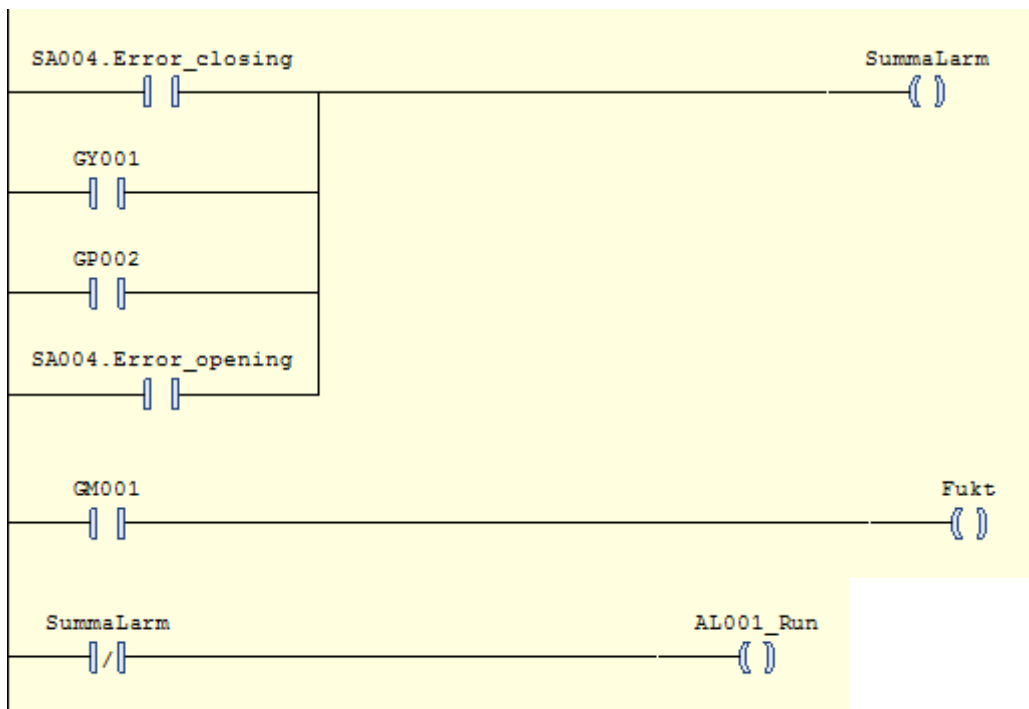 SA004.Error_closing
SummaLarm
GY001
GP002
SA004.Error_opening
GM001
Fukt
SummaLarm
AL001_Run